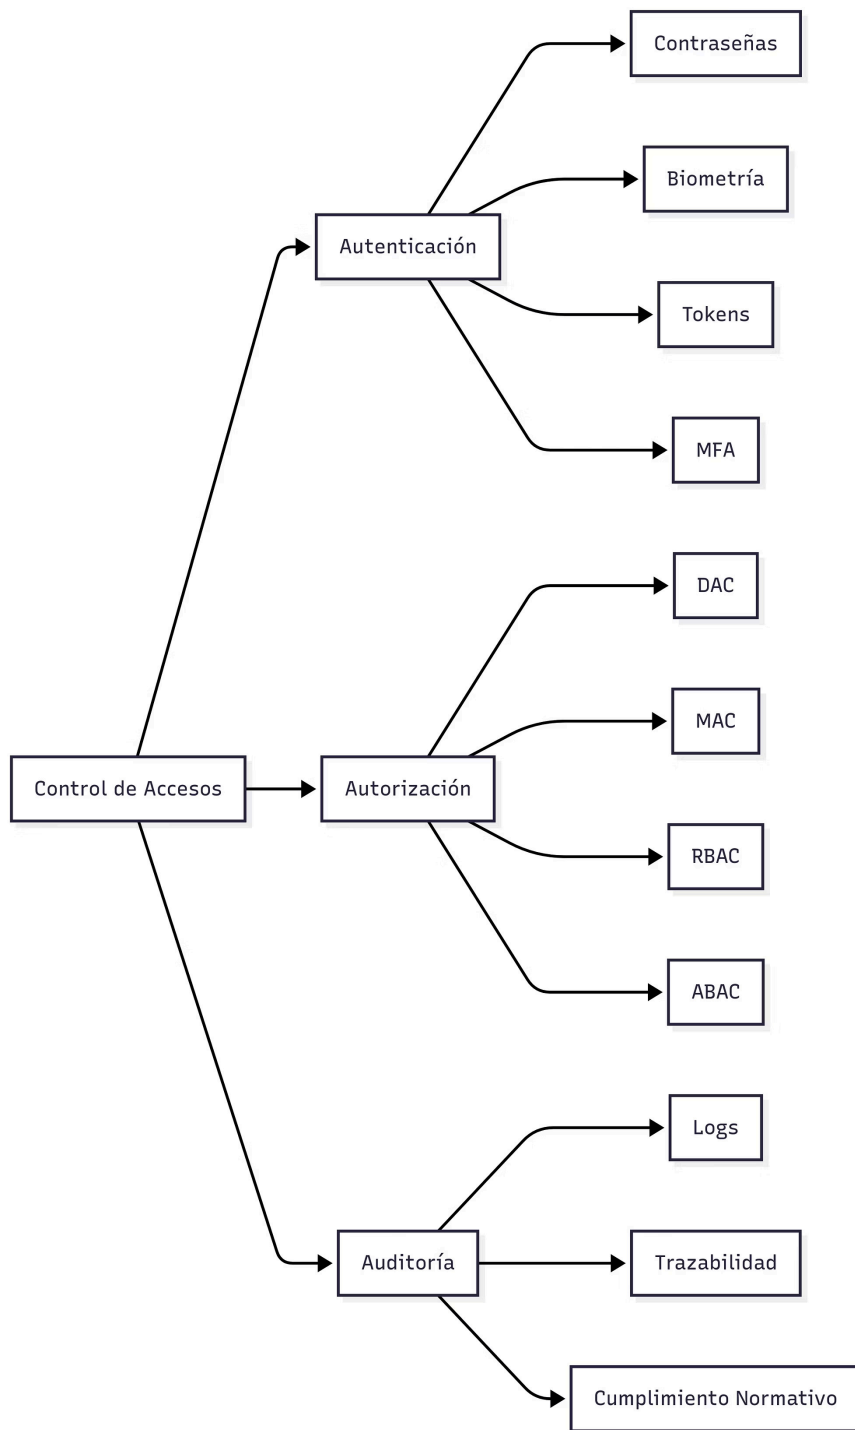 Control de Accesos
Autenticación
Contraseñas
Biometría
Tokens
MFA
Autorización
DAC
MAC
RBAC
ABAC
Auditoría
Logs
Trazabilidad
Cumplimiento Normativo